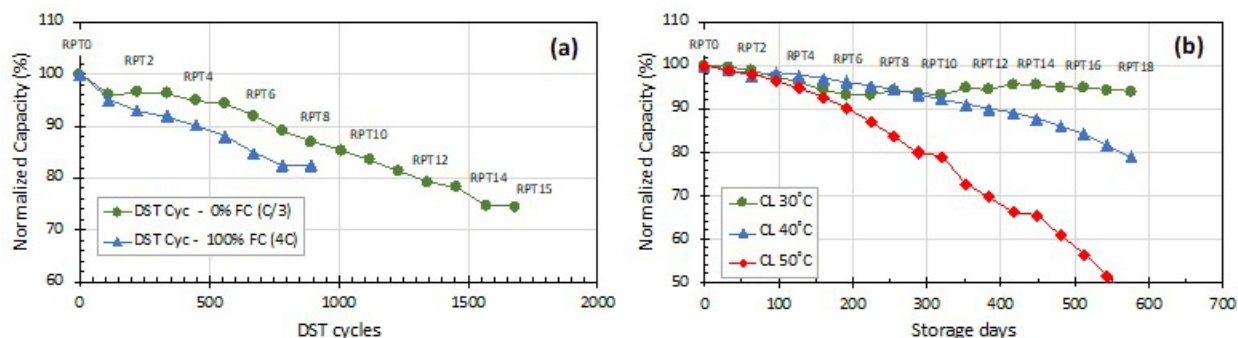 110
100
90
80
70
60
Normalized Capacity (%)
(a)
RPT0
RPT2
RPT4
RPT6
RPT8
RPT10
RPT12
RPT14
RPT15
DST Cyc - 0% FC (C/3)
DST Cyc - 100% FC (4C)
0
500
1000
1500
2000
DST cycles
110
100
90
80
70
60
50
Normalized Capacity (%)
(b)
RPT0
RPT2
RPT4
RPT6
RPT8
RPT10
RPT12
RPT14
RPT16
RPT18
CL 30°C
CL 40°C
CL 50°C
0
100
200
300
400
500
600
700
Storage days